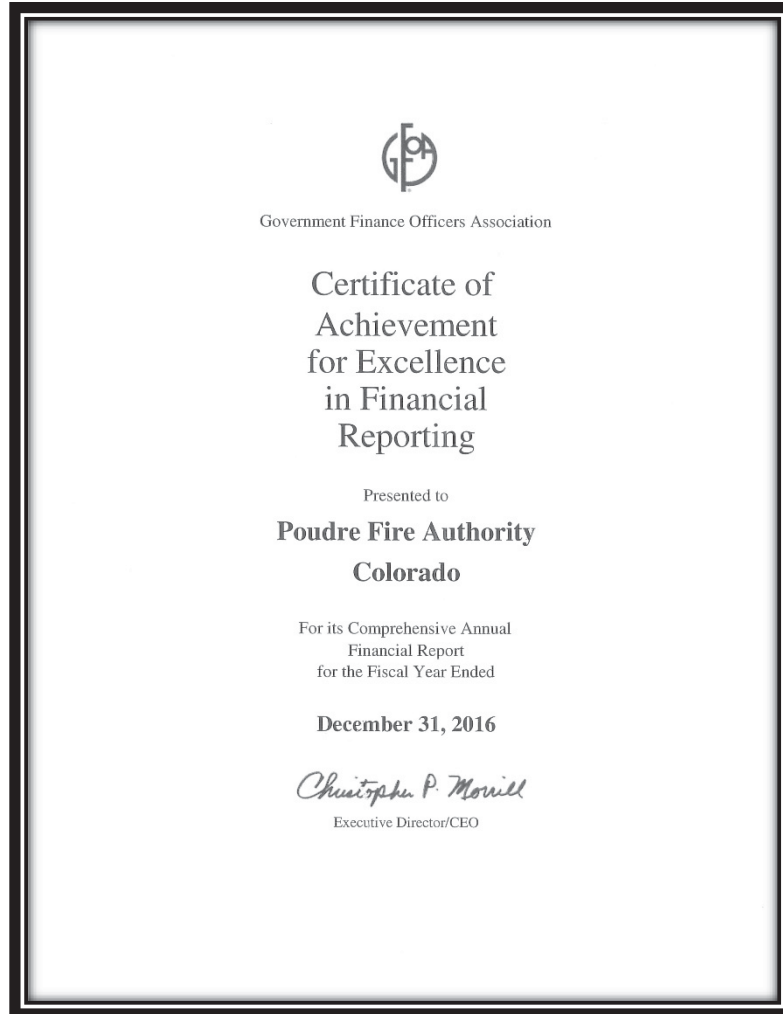 GFOA
Government Finance Officers Association
Certificate of
Achievement
for Excellence
in Financial
Reporting
Presented to
Poudre Fire Authority
Colorado
For its Comprehensive Annual
Financial Report
for the Fiscal Year Ended
December 31, 2016
Christopher P. Morrill
Executive Director/CEO